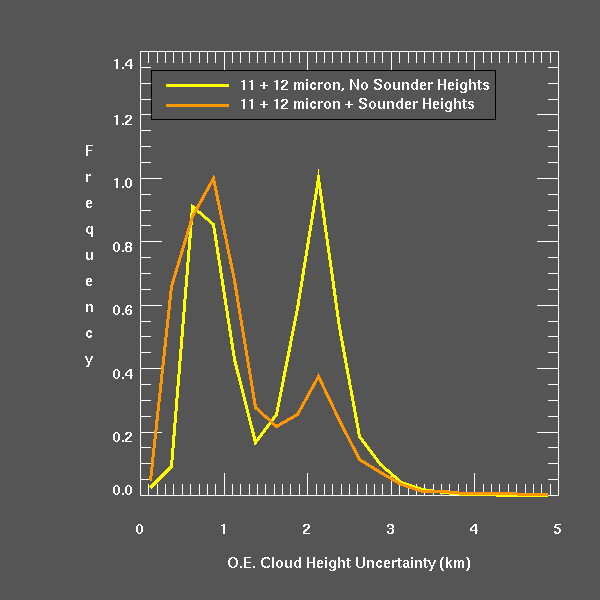 1.4
11 + 12 micron, No Sounder Heights
11 + 12 micron + Sounder Heights
1.2
Frequency
1.0
0.8
0.6
0.4
0.2
0.0
0 1 2 3 4 5
O.E. Cloud Height Uncertainty (km)